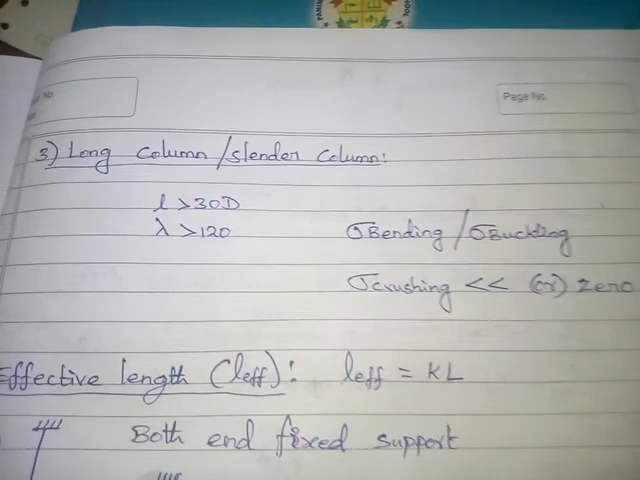 Page No.
3) Long column/slender column:
l > 30D
λ > 120 σBending/σBuckling
σcrushing << (or) zero
Effective length (leff): leff = KL
Both end fixed support